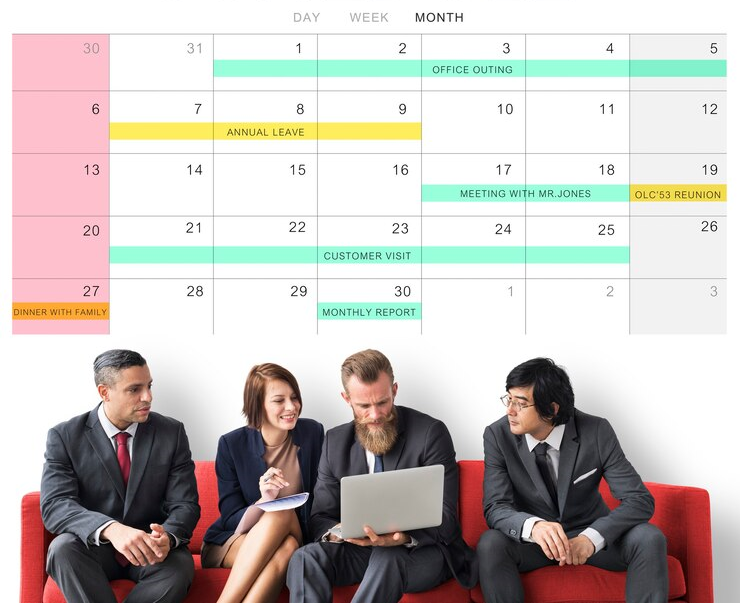 DAY WEEK MONTH
30 31 1 2 3 4 5
OFFICE OUTING
6 7 8 9 10 11 12
ANNUAL LEAVE
13 14 15 16 17 18 19
MEETING WITH MR.JONES OLC'53 REUNION
20 21 22 23 24 25 26
CUSTOMER VISIT
27 28 29 30 1 2 3
DINNER WITH FAMILY MONTHLY REPORT